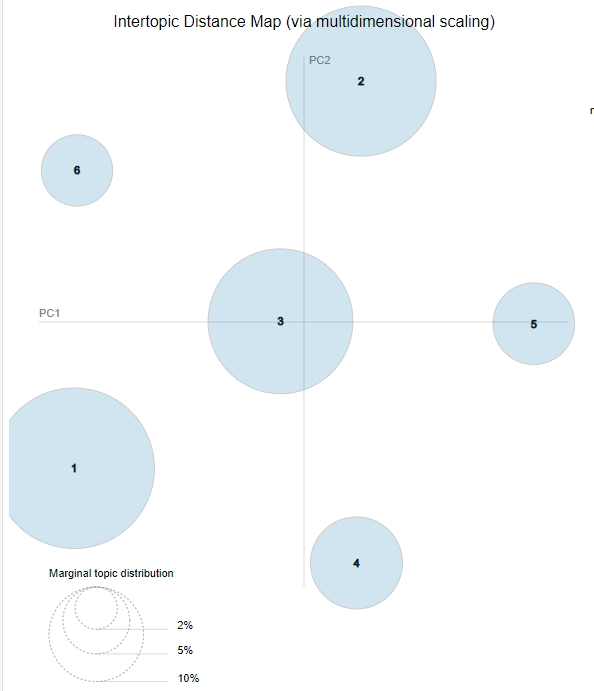 Intertopic Distance Map (via multidimensional scaling)
PC2
2
r
6
PC1
3
5
1
4
Marginal topic distribution
2%
5%
10%